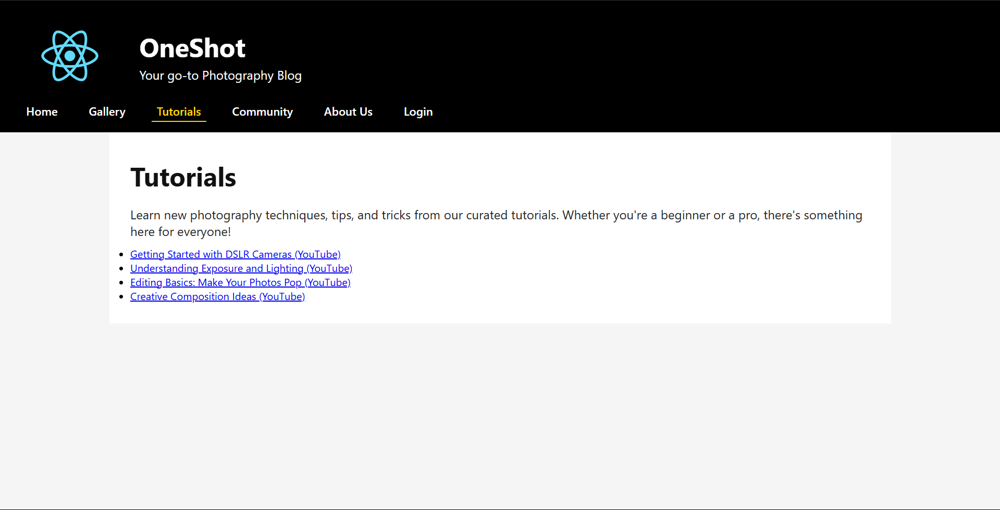 OneShot
Your go-to Photography Blog
Home Gallery Tutorials Community About Us Login
Tutorials
Learn new photography techniques, tips, and tricks from our curated tutorials. Whether you're a beginner or a pro, there's something
here for everyone!
Getting Started with DSLR Cameras (YouTube)
Understanding Exposure and Lighting (YouTube)
Editing Basics: Make Your Photos Pop (YouTube)
Creative Composition Ideas (YouTube)